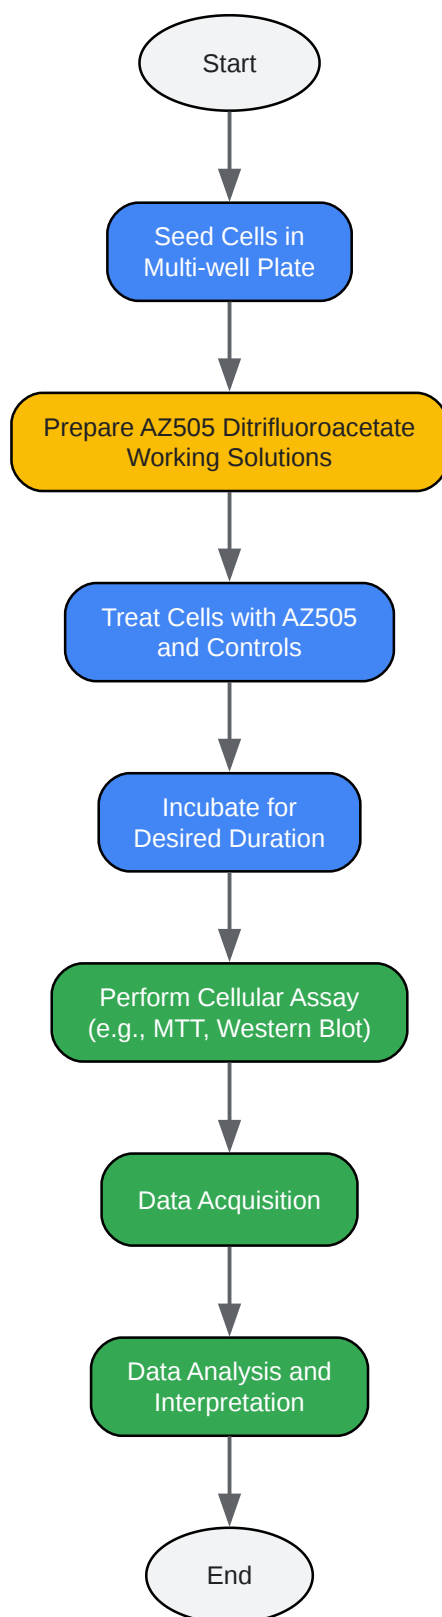 Start
Seed Cells in
Multi-well Plate
Prepare AZ505 Ditrifluoroacetate
Working Solutions
Treat Cells with AZ505
and Controls
Incubate for
Desired Duration
Perform Cellular Assay
(e.g., MTT, Western Blot)
Data Acquisition
Data Analysis and
Interpretation
End